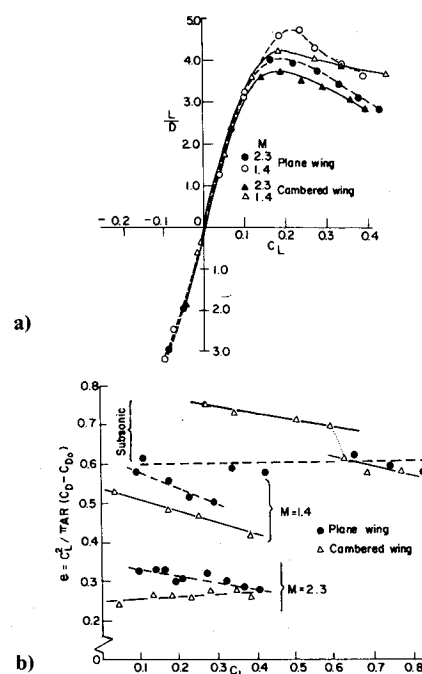 5.0
4.0
L/D
3.0
2.0
1.0
M
● 2.3
○ 1.4
Plane wing
▲ 2.3
△ 1.4
Cambered wing
-0.2 -0.1 0 0.1 0.2 0.3 0.4
C_L
1.0
2.0
3.0
a)
0.8
0.7
0.6
0.5
0.4
0.3
0.2
0
Subsonic
M=1.4
● Plane wing
△ Cambered wing
M=2.3
e = C_L^2 / πAR (C_D - C_Do)
0.1 0.2 0.3 0.4 0.5 0.6 0.7 0.8
C_L
b)